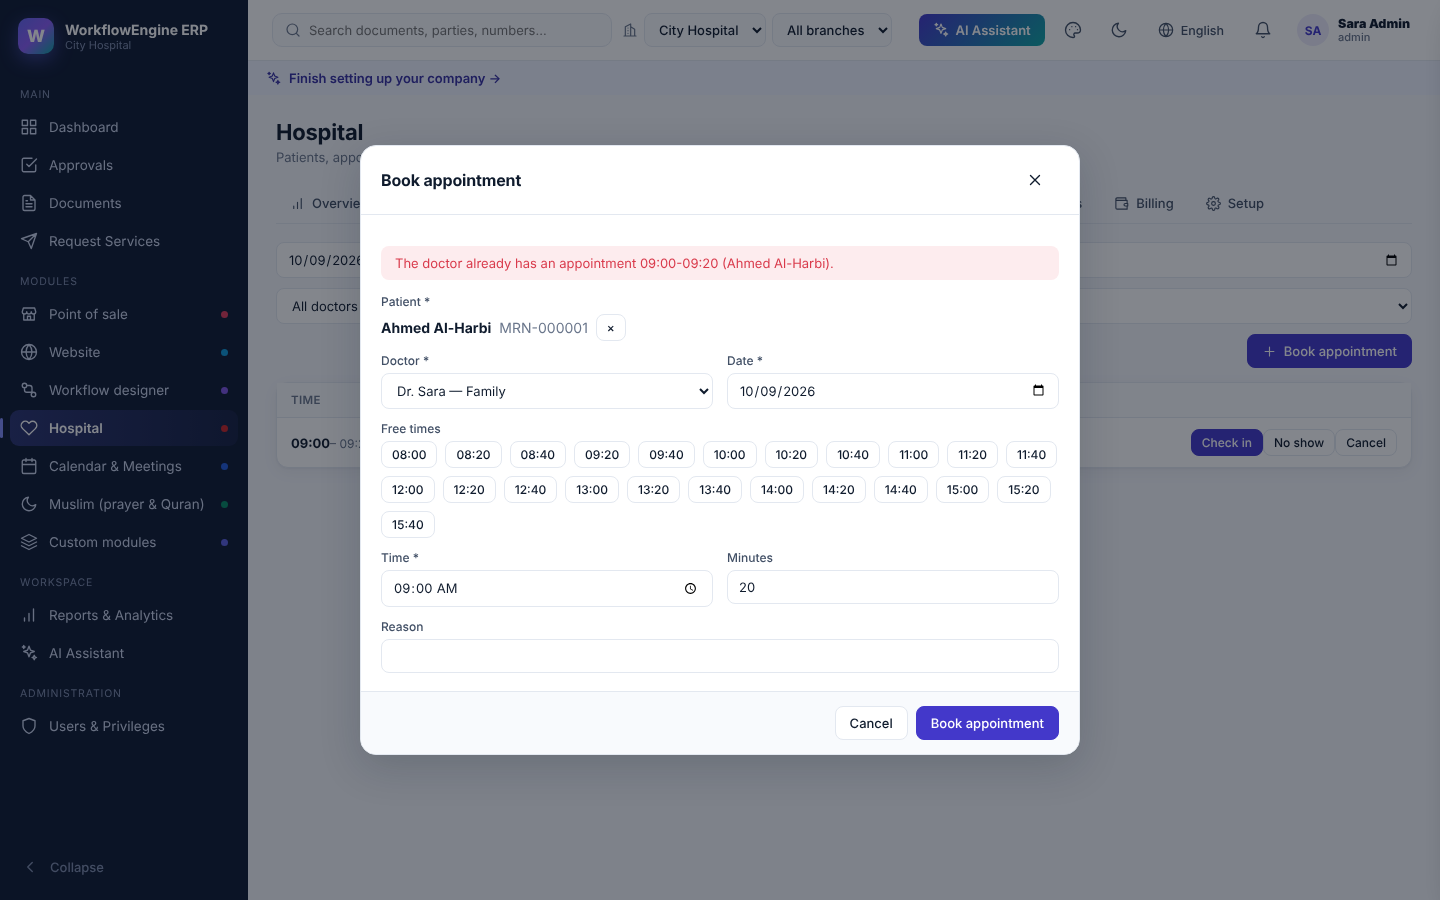 W
WorkflowEngine ERP
City Hospital
MAIN
Dashboard
Approvals
Documents
Request Services
MODULES
Point of sale
Website
Workflow designer
Hospital
Calendar & Meetings
Muslim (prayer & Quran)
Custom modules
WORKSPACE
Reports & Analytics
AI Assistant
ADMINISTRATION
Users & Privileges
Collapse
Search documents, parties, numbers...
City Hospital
All branches
AI Assistant
English
SA
Sara Admin
admin
Finish setting up your company →
Hospital
Patients,
Billing
Setup
10/09/2026
All doctors
+ Book appointment
TIME
09:00
Check in
No show
Cancel
Book appointment
The doctor already has an appointment 09:00-09:20 (Ahmed Al-Harbi).
Patient *
Ahmed Al-Harbi MRN-000001 ×
Doctor * Date *
Dr. Sara — Family 10/09/2026
Free times
08:00 08:20 08:40 09:20 09:40 10:00 10:20 10:40 11:00 11:20 11:40
12:00 12:20 12:40 13:00 13:20 13:40 14:00 14:20 14:40 15:00 15:20
15:40
Time * Minutes
09:00 AM 20
Reason
Cancel Book appointment